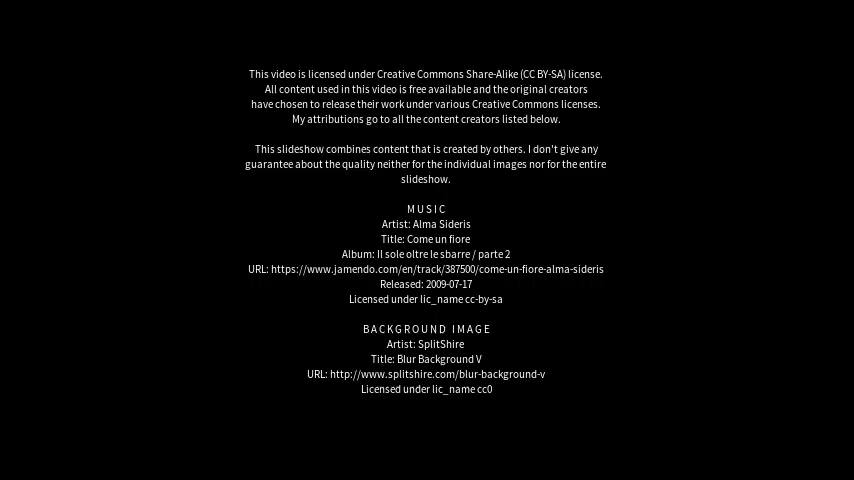 This video is licensed under Creative Commons Share-Alike (CC BY-SA) license.
All content used in this video is free available and the original creators
have chosen to release their work under various Creative Commons licenses.
My attributions go to all the content creators listed below.
This slideshow combines content that is created by others. I don't give any
guarantee about the quality neither for the individual images nor for the entire
slideshow.
MUSIC
Artist: Alma Sideris
Title: Come un fiore
Album: Il sole oltre le sbarre / parte 2
URL: https://www.jamendo.com/en/track/387500/come-un-fiore-alma-sideris
Released: 2009-07-17
Licensed under lic_name cc-by-sa
BACKGROUND IMAGE
Artist: SplitShire
Title: Blur Background V
URL: http://www.splitshire.com/blur-background-v
Licensed under lic_name cc0